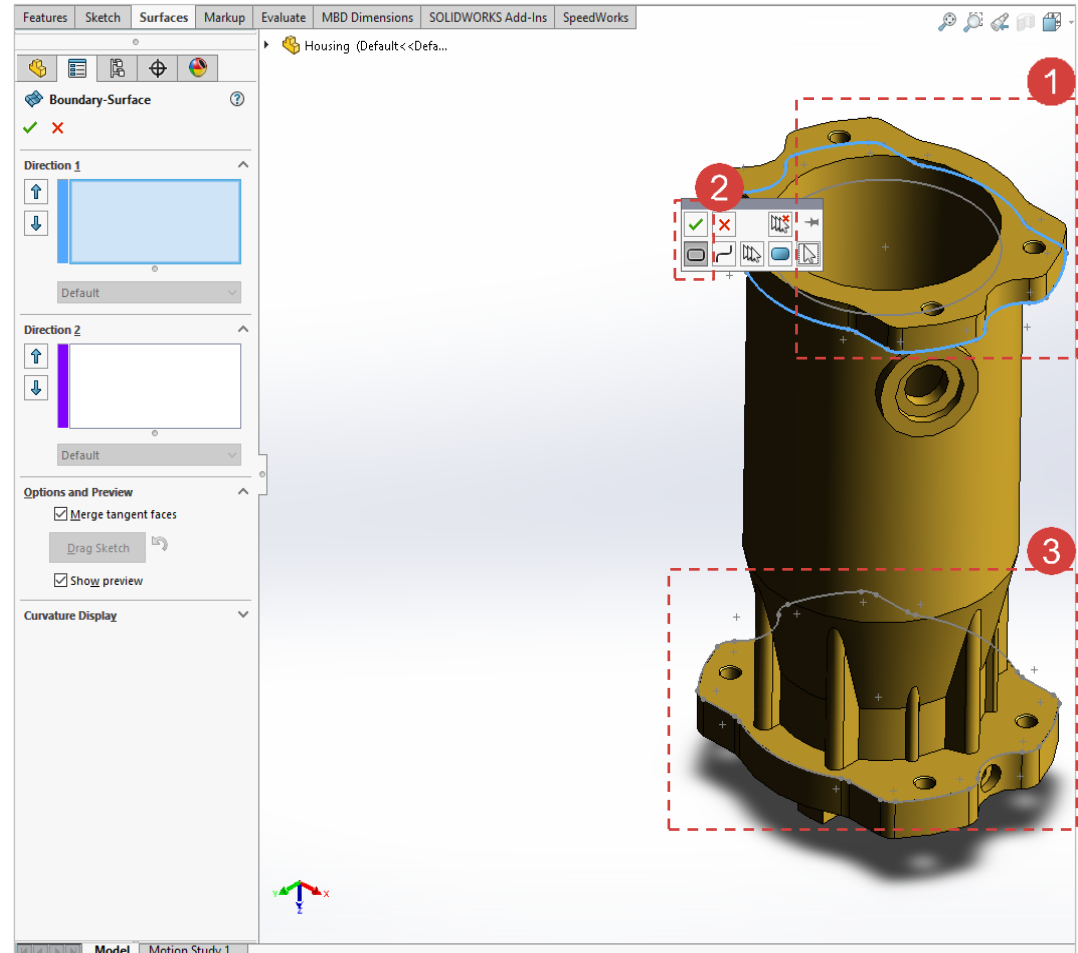 Features Sketch Surfaces Markup Evaluate MBD Dimensions SOLIDWORKS Add-Ins SpeedWorks
Housing (Default<<Defa...
Boundary-Surface
Direction 1
Default
Direction 2
Default
Options and Preview
Merge tangent faces
Drag Sketch
Show preview
Curvature Display
1
2
3
Y X
Z
Model Motion Study 1